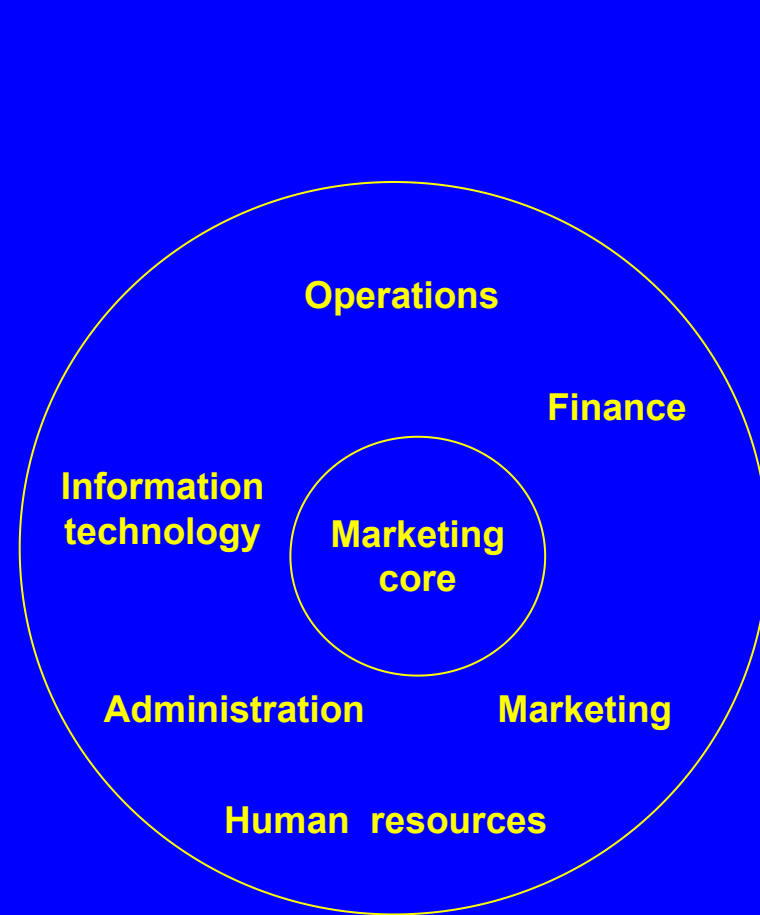 Operations
Finance
Information
technology
Marketing
core
Administration
Marketing
Human resources